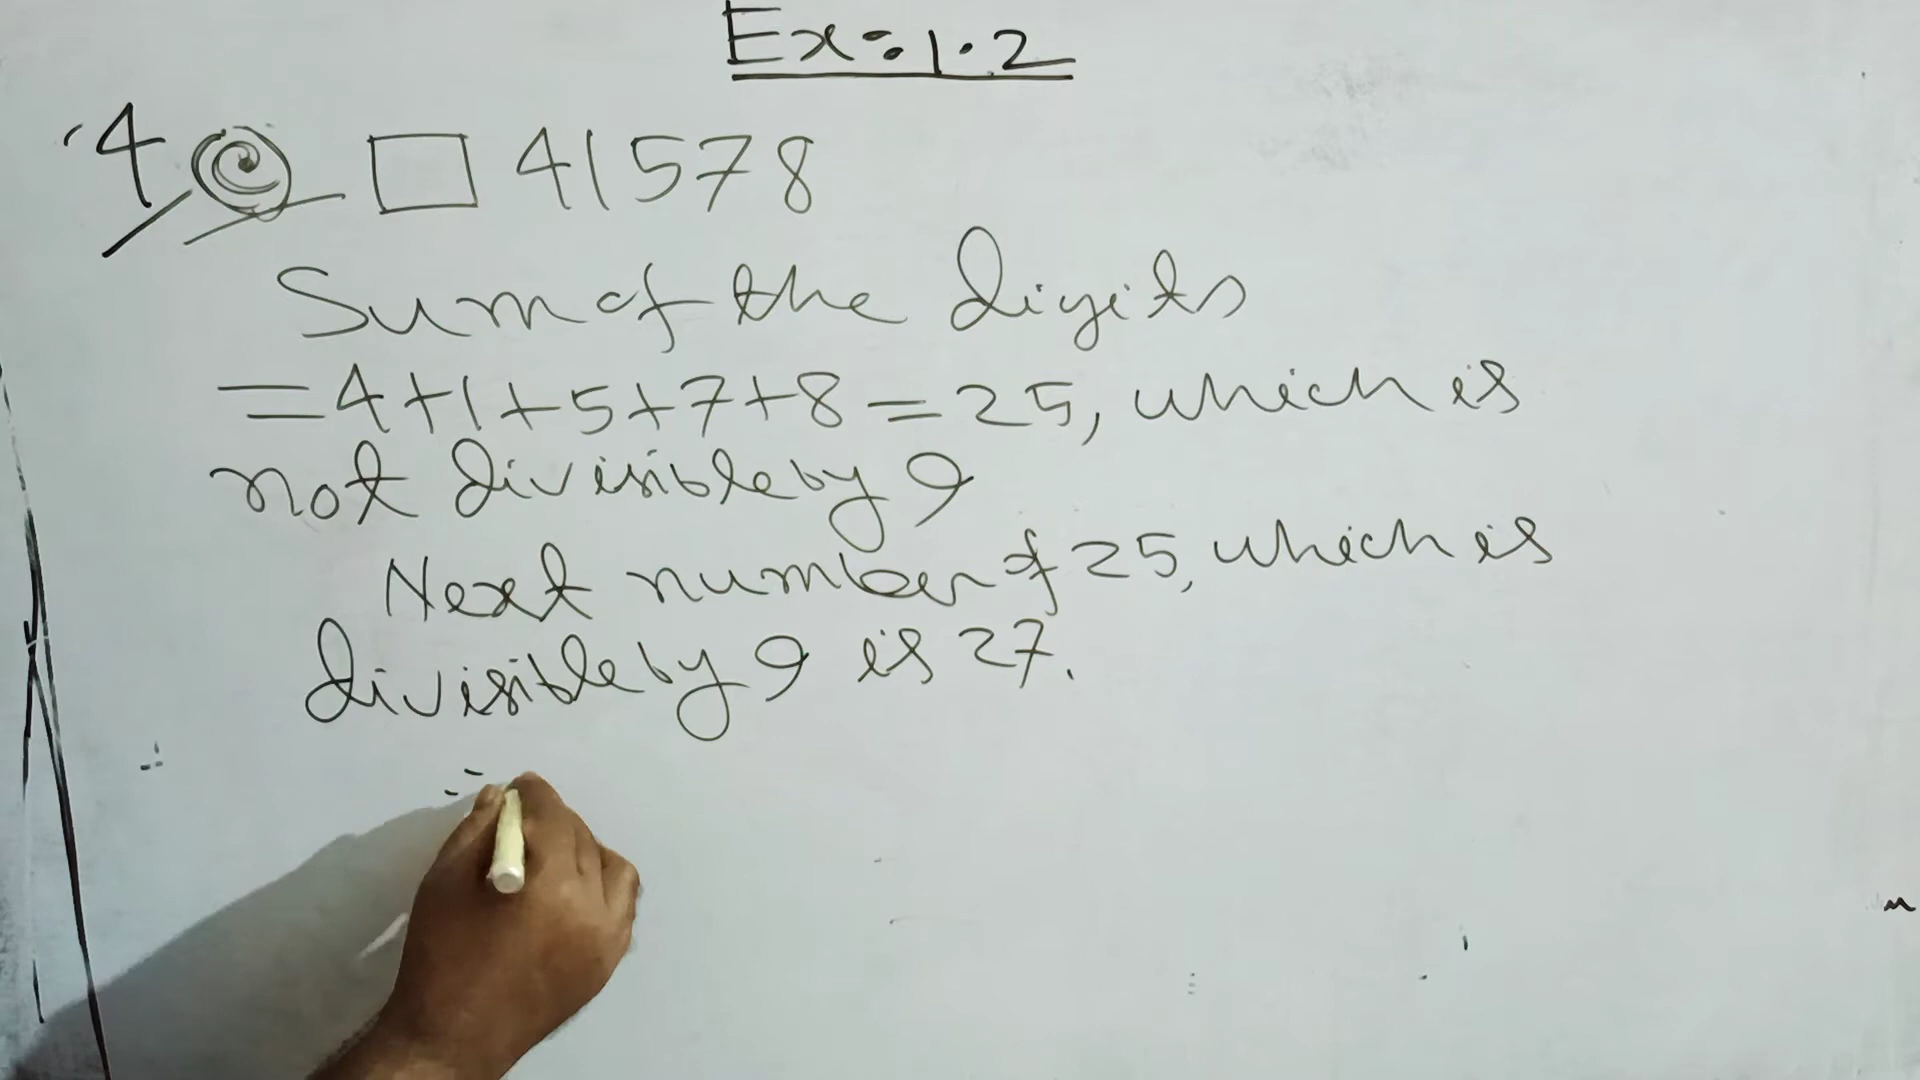 Ex:1.2
4 □ 41578
Sum of the digits
=4+1+5+7+8=25, which is
not divisible by 9
Next number of 25, which is
divisible by 9 is 27.